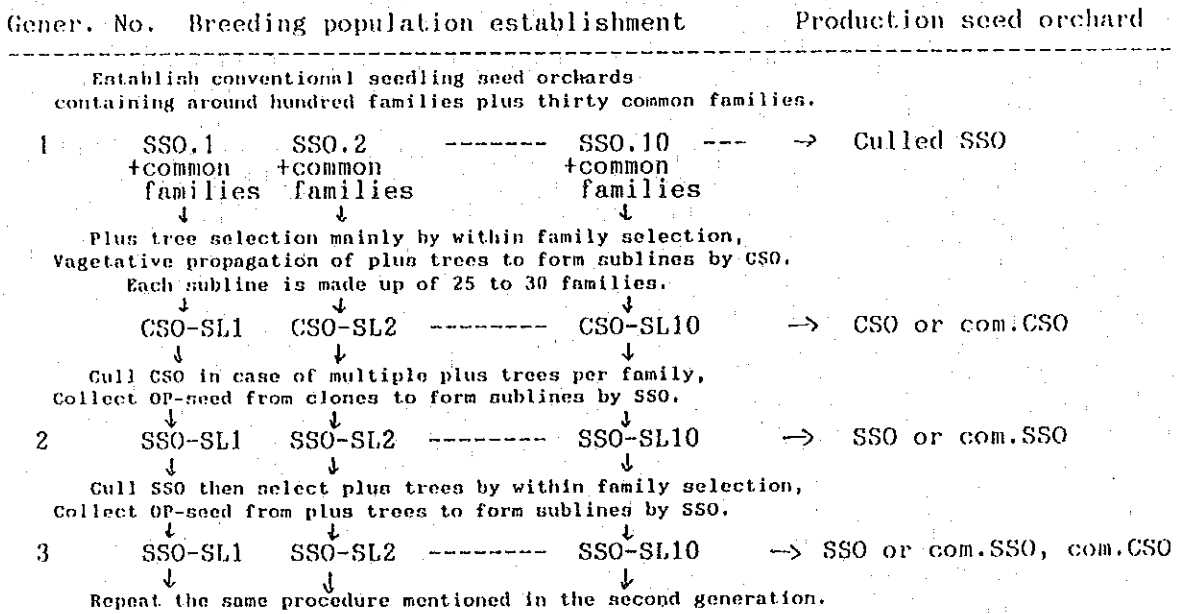 Gener. No. Breeding population establishment Production seed orchard
Establish conventional seedling seed orchards
containing around hundred families plus thirty common families.
1 SSO.1 SSO.2 ------- SSO.10 --- → Culled SSO
+common +common +common
families families families
↓ ↓ ↓
Plus tree selection mainly by within family selection,
Vagetative propagation of plus trees to form sublines by CSO.
Each subline is made up of 25 to 30 families.
↓ ↓ ↓
CSO-SL1 CSO-SL2 -------- CSO-SL10 → CSO or com.CSO
↓ ↓ ↓
Cull CSO in case of multiple plus trees per family,
Collect OP-seed from clones to form sublines by SSO.
↓ ↓ ↓
2 SSO-SL1 SSO-SL2 -------- SSO-SL10 → SSO or com.SSO
↓ ↓ ↓
Cull SSO then select plus trees by within family selection,
Collect OP-seed from plus trees to form sublines by SSO.
↓ ↓ ↓
3 SSO-SL1 SSO-SL2 -------- SSO-SL10 --> SSO or com.SSO, com.CSO
↓ ↓ ↓
Repeat the same procedure mentioned in the second generation.